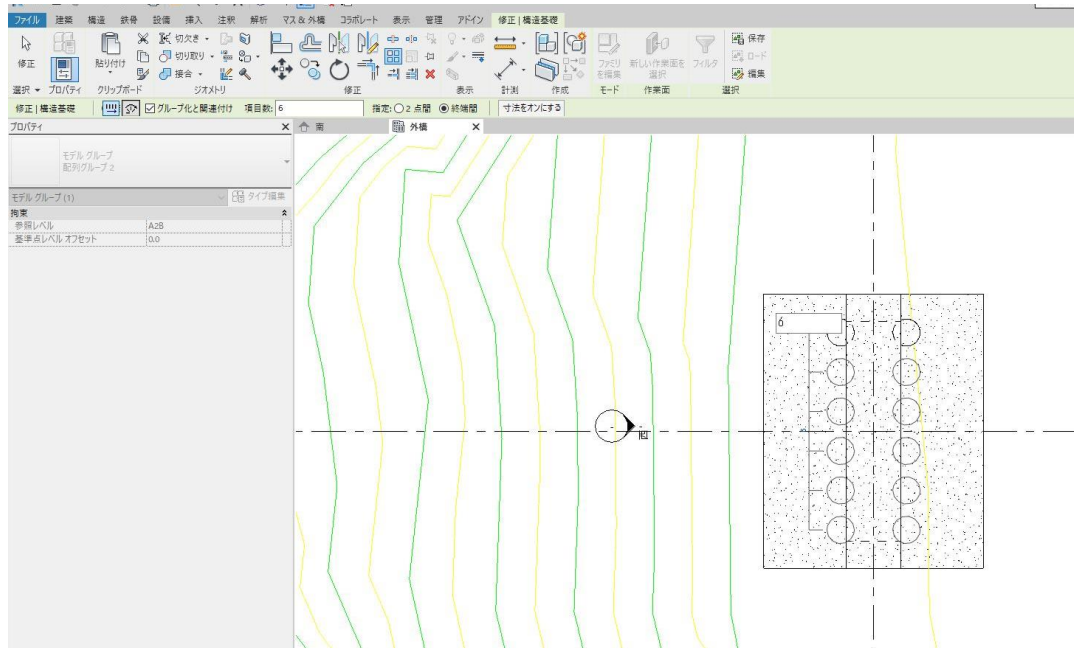 ファイル 建築 構造 鉄骨 設備 挿入 注釈 解析 マス & 外構 コラボレート 表示 管理 アドイン 修正 | 構造基礎
修正 貼り付け 切欠き 切り取り 接合 ファミリを編集 新しい作業面を選択 フィルタ 保存 ロード 編集
選択 プロパティ クリップボード ジオメトリ 修正 表示 計測 作成 モード 作業面 選択
修正 | 構造基礎 グループ化と関連付け 項目数: 6 指定: 2 点間 終端間 寸法をオンにする
プロパティ X 南 外構 X
モデル グループ
配列グループ 2
モデル グループ (1) タイプ編集
拘束
参照レベル A2B
基準点レベル オフセット 0.0
6